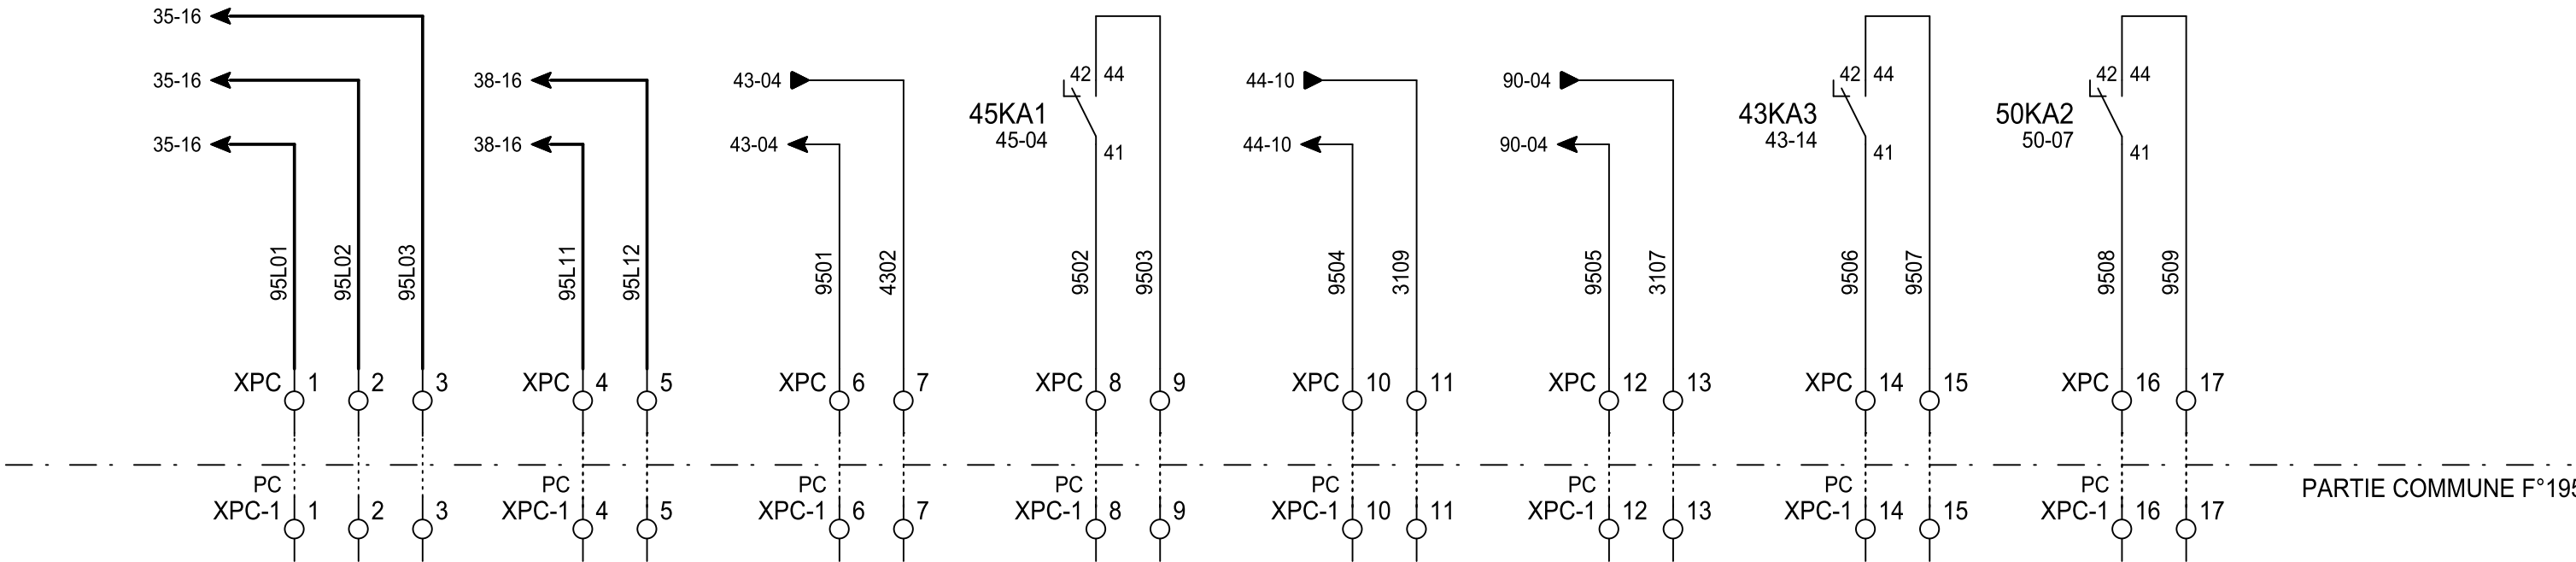 35-16
35-16 38-16 43-04 42 44 44-10 90-04 42 44 42 44
45KA1 43KA3 50KA2
35-16 38-16 43-04 45-04 41 44-10 90-04 43-14 41 50-07 41
95L01 95L02 95L03 95L11 95L12 9501 4302 9502 9503 9504 3109 9505 3107 9506 9507 9508 9509
XPC 1 2 3 XPC 4 5 XPC 6 7 XPC 8 9 XPC 10 11 XPC 12 13 XPC 14 15 XPC 16 17
PC PC PC PC PC PC PC PC PARTIE COMMUNE F°195
XPC-1 1 2 3 XPC-1 4 5 XPC-1 6 7 XPC-1 8 9 XPC-1 10 11 XPC-1 12 13 XPC-1 14 15 XPC-1 16 17